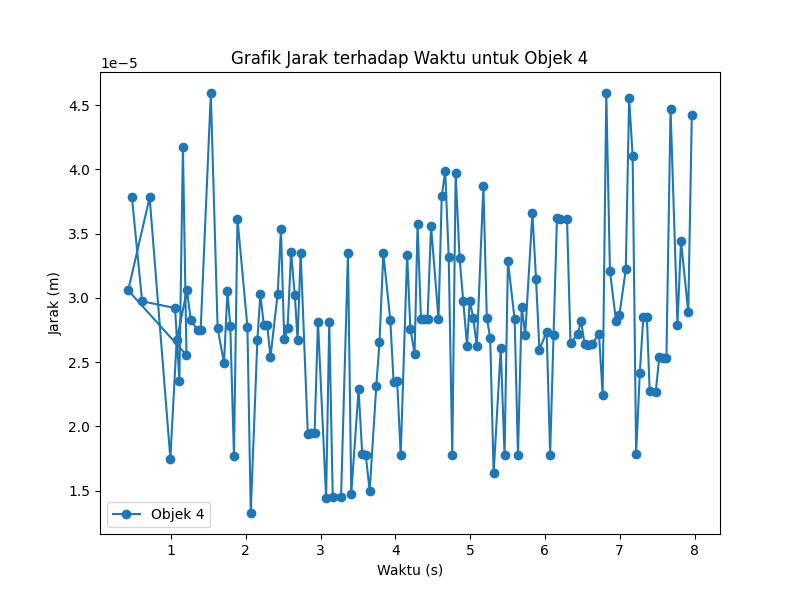 Grafik Jarak terhadap Waktu untuk Objek 4
1e−5
4.5
4.0
3.5
3.0
2.5
2.0
1.5
Jarak (m)
Objek 4
1 2 3 4 5 6 7 8
Waktu (s)